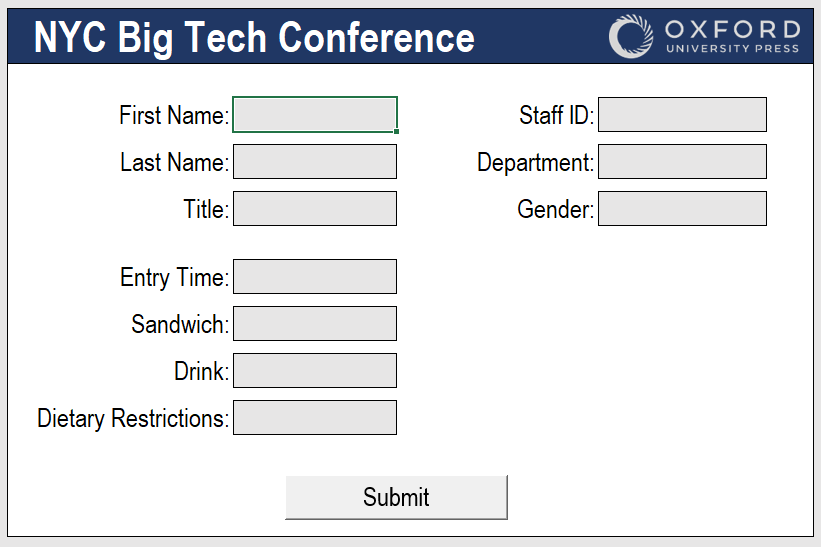 NYC Big Tech Conference
OXFORD
UNIVERSITY PRESS
First Name:
Staff ID:
Last Name:
Department:
Title:
Gender:
Entry Time:
Sandwich:
Drink:
Dietary Restrictions:
Submit